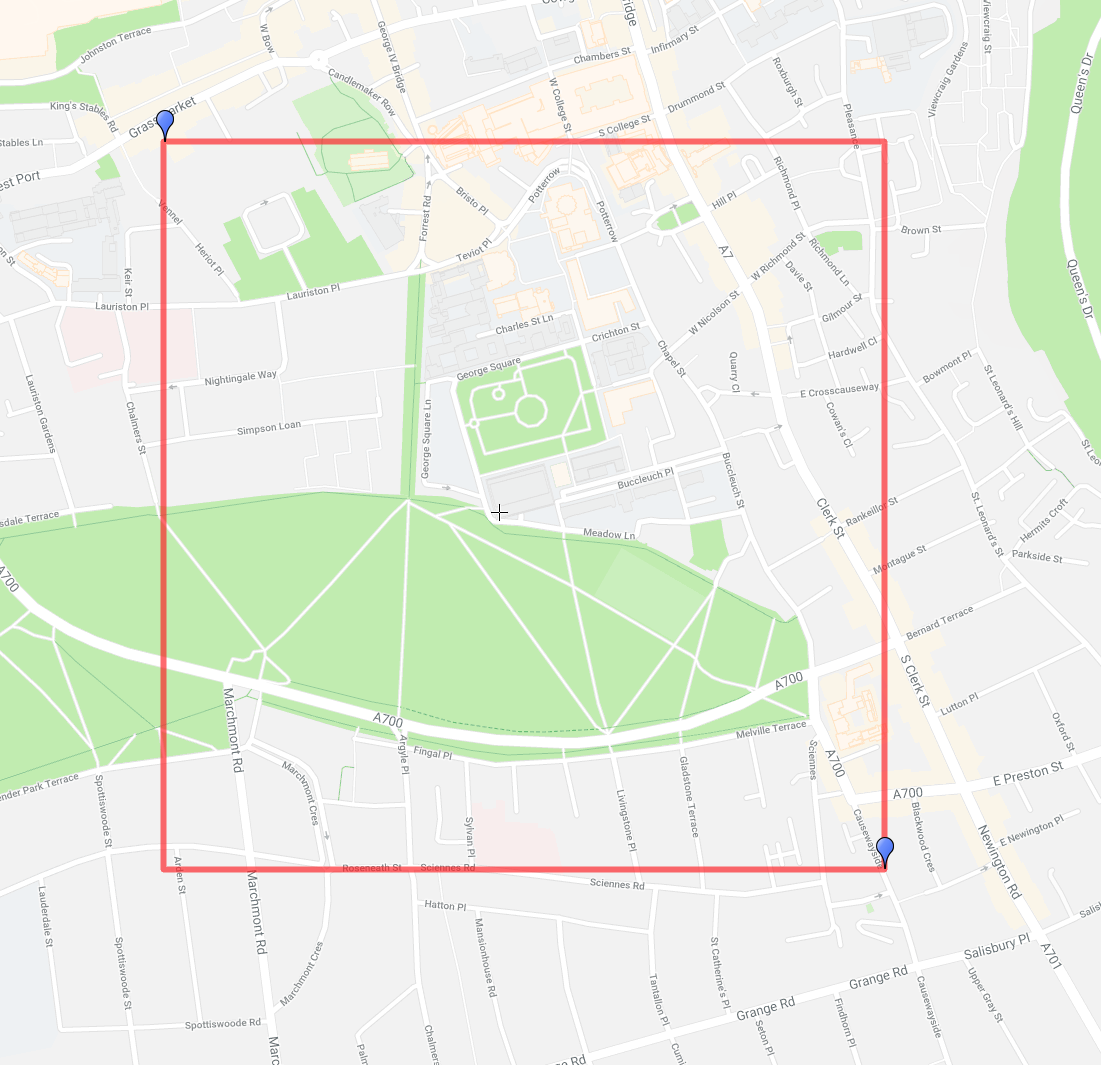 Johnston Terrace
W Bow
George IV Bridge
Chambers St
Infirmary St
Viewcraig St
Queen's Dr
King's Stables Rd
Grassmarket
Candlemaker Row
W College St
Drummond St
Roxburgh St
Viewcraig Gardens
Stables Ln
S College St
Pleasance
est Port
Vennel
Heriot Pl
Forrest Rd
Bristo Pl
Potterrow
Potterrow
Hill Pl
Richmond Pl
Brown St
Teviot Pl
A7
W Richmond St
Richmond Ln
Queen's Dr
Keir St
Lauriston Pl
Lauriston Pl
Davie St
Gilmour St
Charles St Ln
Crichton St
W Nicolson St
Hardwell Cl
George Square
Chapel St
Quarry Cl
Bowmont Pl
St Leonard's Hill
Nightingale Way
E Crosscauseway
Lauriston Gardens
Chalmers St
George Square Ln
Simpson Loan
Cowan's Cl
Buccleuch Pl
Buccleuch St
sdale Terrace
Meadow Ln
Clerk St
Rankeillor St
St. Leonard's St
Hermits Croft
Montague St
Parkside St
A700
Bernard Terrace
A700
S Clerk St
Lutton Pl
Marchmont Rd
A700
Argyle Pl
Fingal Pl
Melville Terrace
Sciennes
A700
Oxford St
E Preston St
ender Park Terrace
Spottiswoode St
Marchmont Cres
Sylvan Pl
Livingstone Pl
Gladstone Terrace
A700
Causewayside
Blackwood Cres
E Newington Pl
Newington Rd
Arden St
Roseneath St
Sciennes Rd
Sciennes Rd
Lauderdale St
Marchmont Rd
Hatton Pl
Spottiswoode St
Marchmont Cres
Mansionhouse Rd
St Catherine's Pl
Salisbury Pl
A701
Grange Rd
Tantallon Pl
Grange Rd
Causewayside
Upper Gray St
Findhorn Pl
Seton Pl
Spottiswoode Rd
Marc
Palm
Chalmers
Cumi